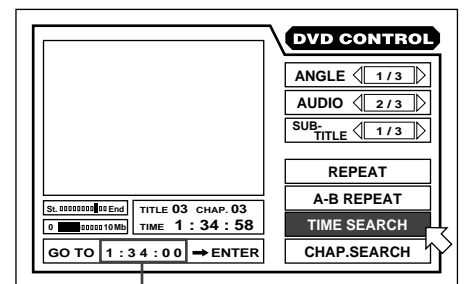 DVD CONTROL
ANGLE 1 / 3
AUDIO 2 / 3
SUB-TITLE 1 / 3
REPEAT
A-B REPEAT
TIME SEARCH
CHAP.SEARCH
St. End
0 10Mb
TITLE 03 CHAP. 03
TIME 1 : 34 : 58
GO TO 1 : 3 4 : 0 0 ➞ ENTER